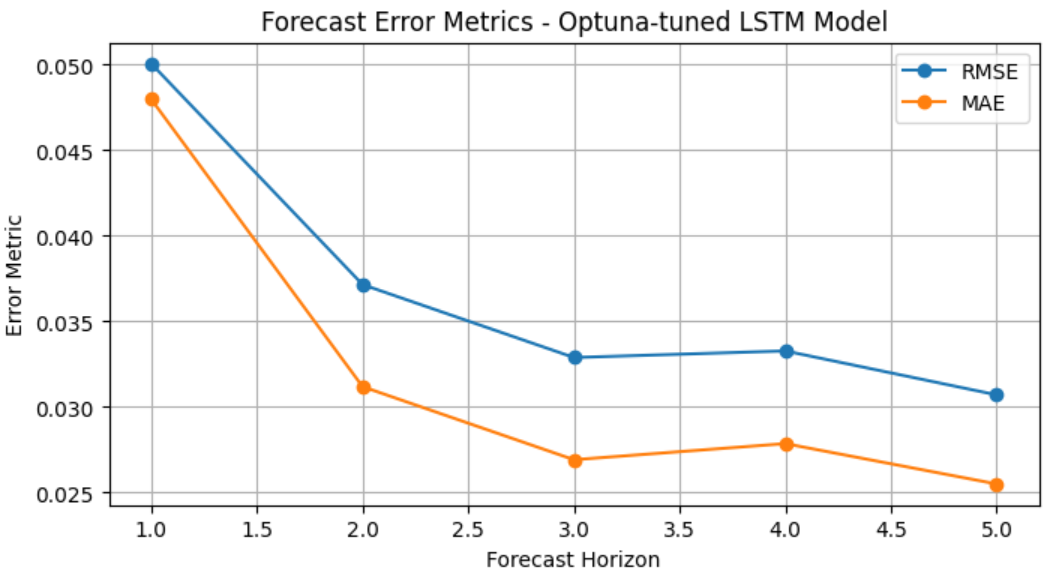 Forecast Error Metrics - Optuna-tuned LSTM Model
RMSE
MAE
Error Metric
0.050
0.045
0.040
0.035
0.030
0.025
1.0 1.5 2.0 2.5 3.0 3.5 4.0 4.5 5.0
Forecast Horizon